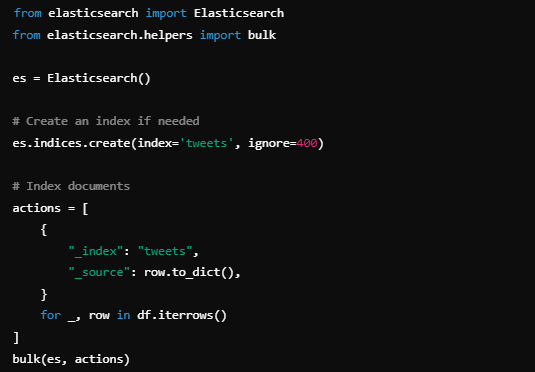 from elasticsearch import Elasticsearch
from elasticsearch.helpers import bulk

es = Elasticsearch()

# Create an index if needed
es.indices.create(index='tweets', ignore=400)

# Index documents
actions = [
    {
        "_index": "tweets",
        "_source": row.to_dict(),
    }
    for _, row in df.iterrows()
]
bulk(es, actions)